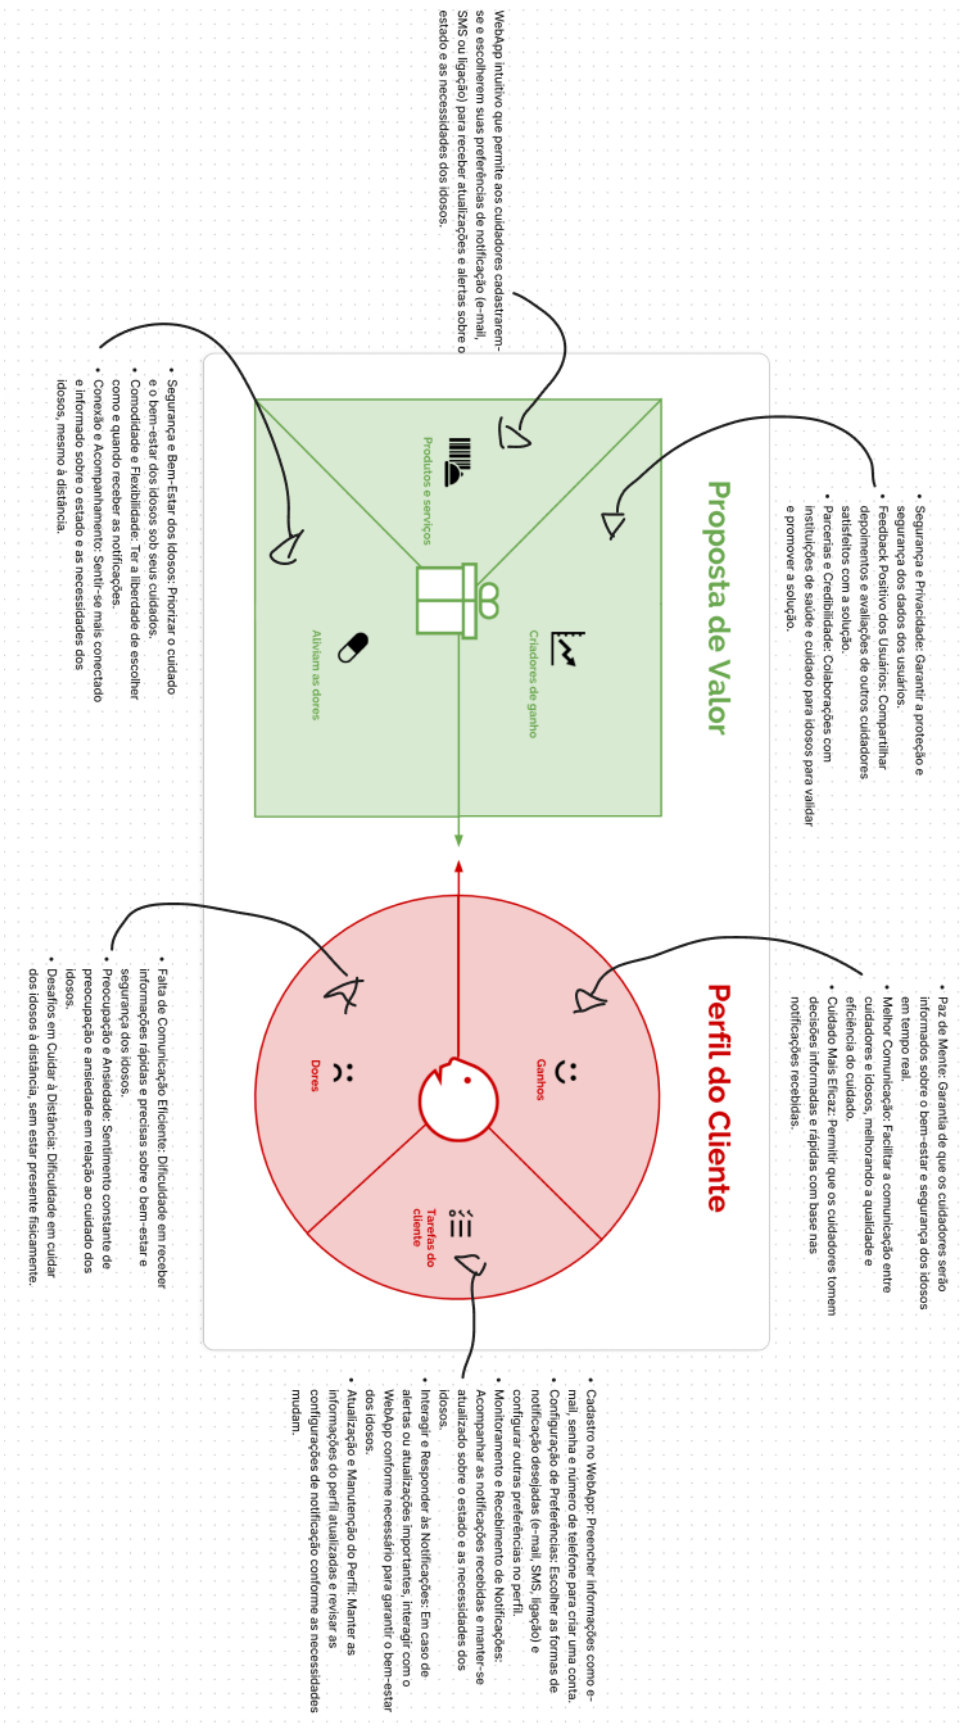 WebApp intuitivo que permite aos cuidadores cadastrarem-
se e escolherem suas preferências de notificação (e-mail,
SMS ou ligação) para receber atualizações e alertas sobre o
estado e as necessidades dos idosos.
• Segurança e Privacidade: Garantir a proteção e
segurança dos dados dos usuários.
• Feedback Positivo dos Usuários: Compartilhar
depoimentos e avaliações de outros cuidadores
satisfeitos com a solução.
• Parcerias e Credibilidade: Colaborações com
instituições de saúde e cuidado para idosos para validar
e promover a solução.
Proposta de Valor
Criadores de ganho
Produtos e serviços
Aliviam as dores
• Segurança e Bem-Estar dos Idosos: Priorizar o cuidado
e o bem-estar dos idosos sob seus cuidados.
• Comodidade e Flexibilidade: Ter a liberdade de escolher
como e quando receber as notificações.
• Conexão e Acompanhamento: Sentir-se mais conectado
e informado sobre o estado e as necessidades dos
idosos, mesmo à distância.
• Paz de Mente: Garantia de que os cuidadores serão
informados sobre o bem-estar e segurança dos idosos
em tempo real.
• Melhor Comunicação: Facilitar a comunicação entre
cuidadores e idosos, melhorando a qualidade e
eficiência do cuidado.
• Cuidado Mais Eficaz: Permitir que os cuidadores tomem
decisões informadas e rápidas com base nas
notificações recebidas.
Perfil do Cliente
Ganhos
Dores
Tarefas do
cliente
• Falta de Comunicação Eficiente: Dificuldade em receber
informações rápidas e precisas sobre o bem-estar e
segurança dos idosos.
• Preocupação e Ansiedade: Sentimento constante de
preocupação e ansiedade em relação ao cuidado dos
idosos.
• Desafios em Cuidar à Distância: Dificuldade em cuidar
dos idosos à distância, sem estar presente fisicamente.
• Cadastro no WebApp: Preencher informações como e-
mail, senha e número de telefone para criar uma conta.
• Configuração de Preferências: Escolher as formas de
notificação desejadas (e-mail, SMS, ligação) e
configurar outras preferências no perfil.
• Monitoramento e Recebimento de Notificações:
Acompanhar as notificações recebidas e manter-se
atualizado sobre o estado e as necessidades dos
idosos.
• Interagir e Responder às Notificações: Em caso de
alertas ou atualizações importantes, interagir com o
WebApp conforme necessário para garantir o bem-estar
dos idosos.
• Atualização e Manutenção do Perfil: Manter as
informações do perfil atualizadas e revisar as
configurações de notificação conforme as necessidades
mudam.